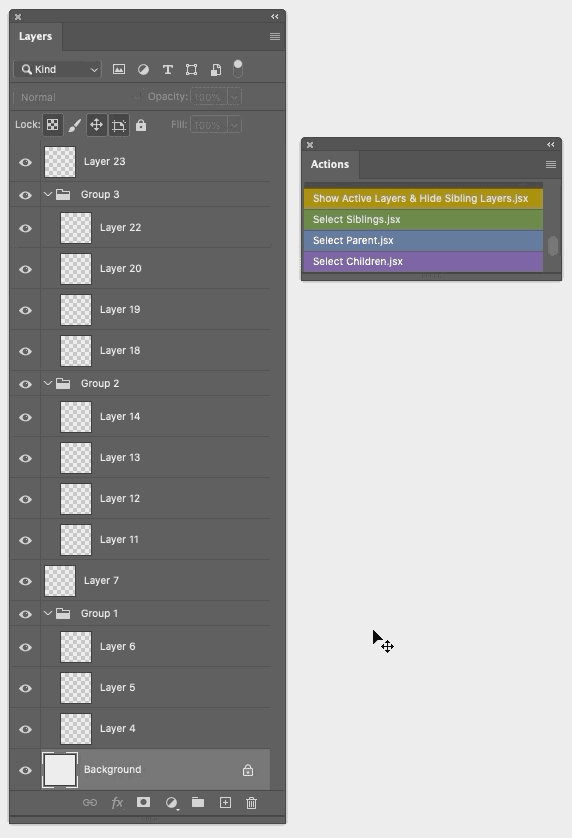 Layers
Kind
Normal
Opacity: 100%
Lock:
Fill: 100%
Layer 23
Group 3
Layer 22
Layer 20
Layer 19
Layer 18
Group 2
Layer 14
Layer 13
Layer 12
Layer 11
Layer 7
Group 1
Layer 6
Layer 5
Layer 4
Background
fx
Actions
Show Active Layers & Hide Sibling Layers.jsx
Select Siblings.jsx
Select Parent.jsx
Select Children.jsx